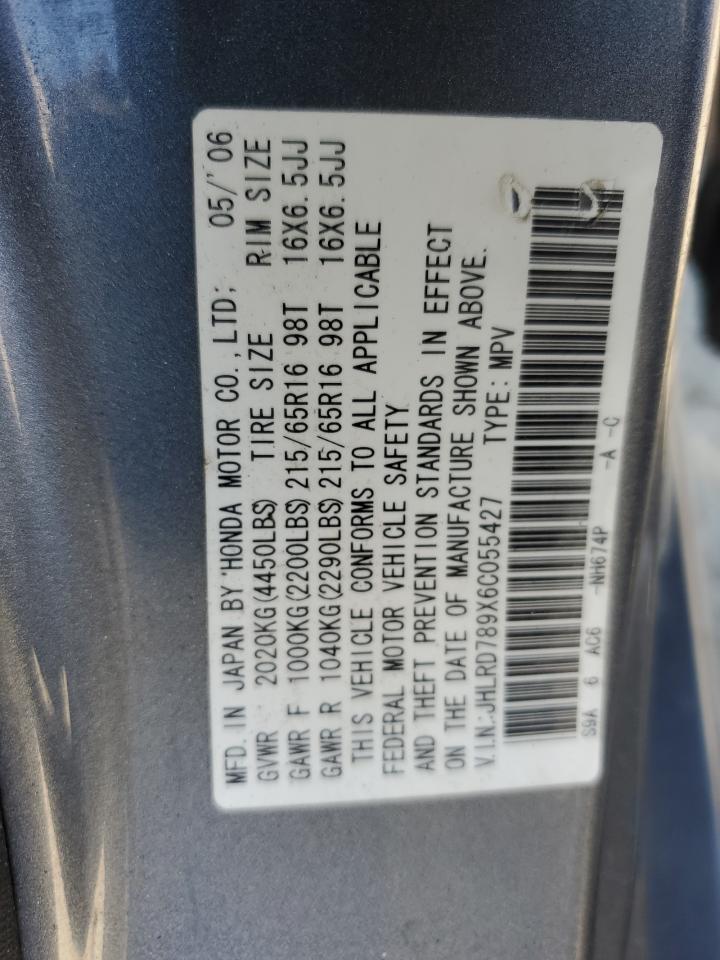 MFD. IN JAPAN BY HONDA MOTOR CO., LTD; 05/'06
GVWR 2020KG(4450LBS) TIRE SIZE RIM SIZE
GAWR F 1000KG(2200LBS) 215/65R16 98T 16X6. 5JJ
GAWR R 1040KG(2290LBS) 215/65R16 98T 16X6. 5JJ
THIS VEHICLE CONFORMS TO ALL APPLICABLE
FEDERAL MOTOR VEHICLE SAFETY
AND THEFT PREVENTION STANDARDS IN EFFECT
ON THE DATE OF MANUFACTURE SHOWN ABOVE.
V.I.N.:JHLRD789X6C055427 TYPE: MPV
S9A 6 AC6 -NH674P -A -C